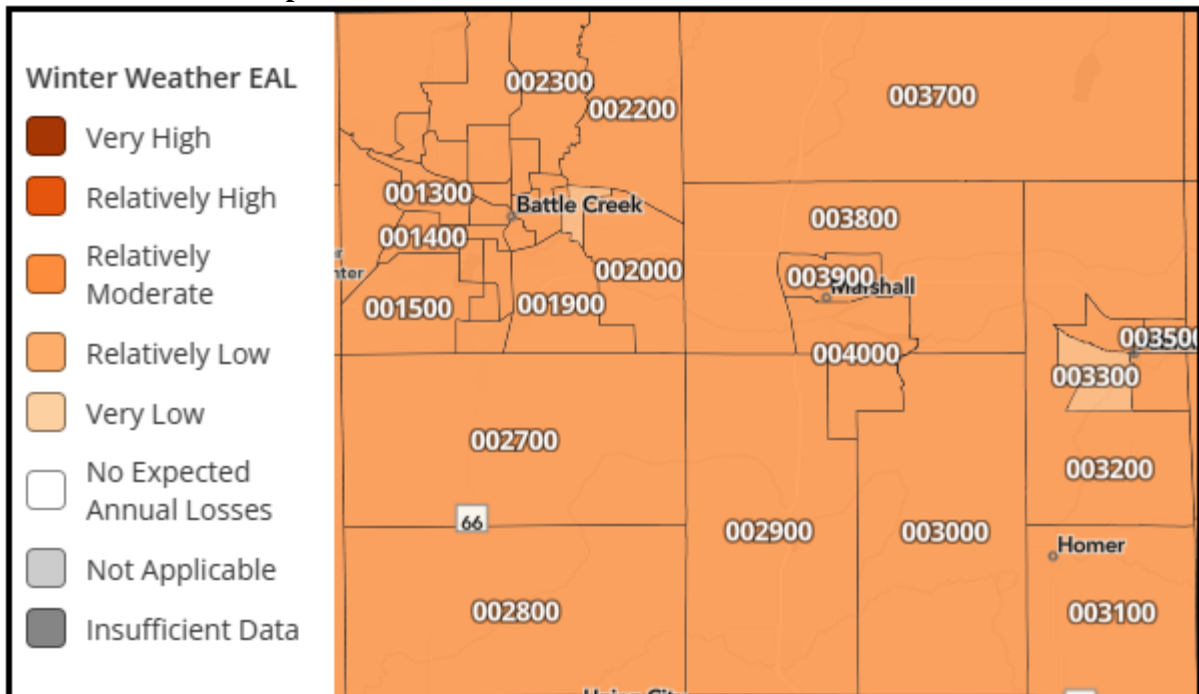 Winter Weather EAL
Very High
Relatively High
Relatively
Moderate
Relatively Low
Very Low
No Expected
Annual Losses
Not Applicable
Insufficient Data
002300
002200
003700
001300
Battle Creek
003800
001400
002000
003900
Marshall
001500
001900
003500
004000
003300
002700
003200
66
002900
003000
Homer
002800
003100